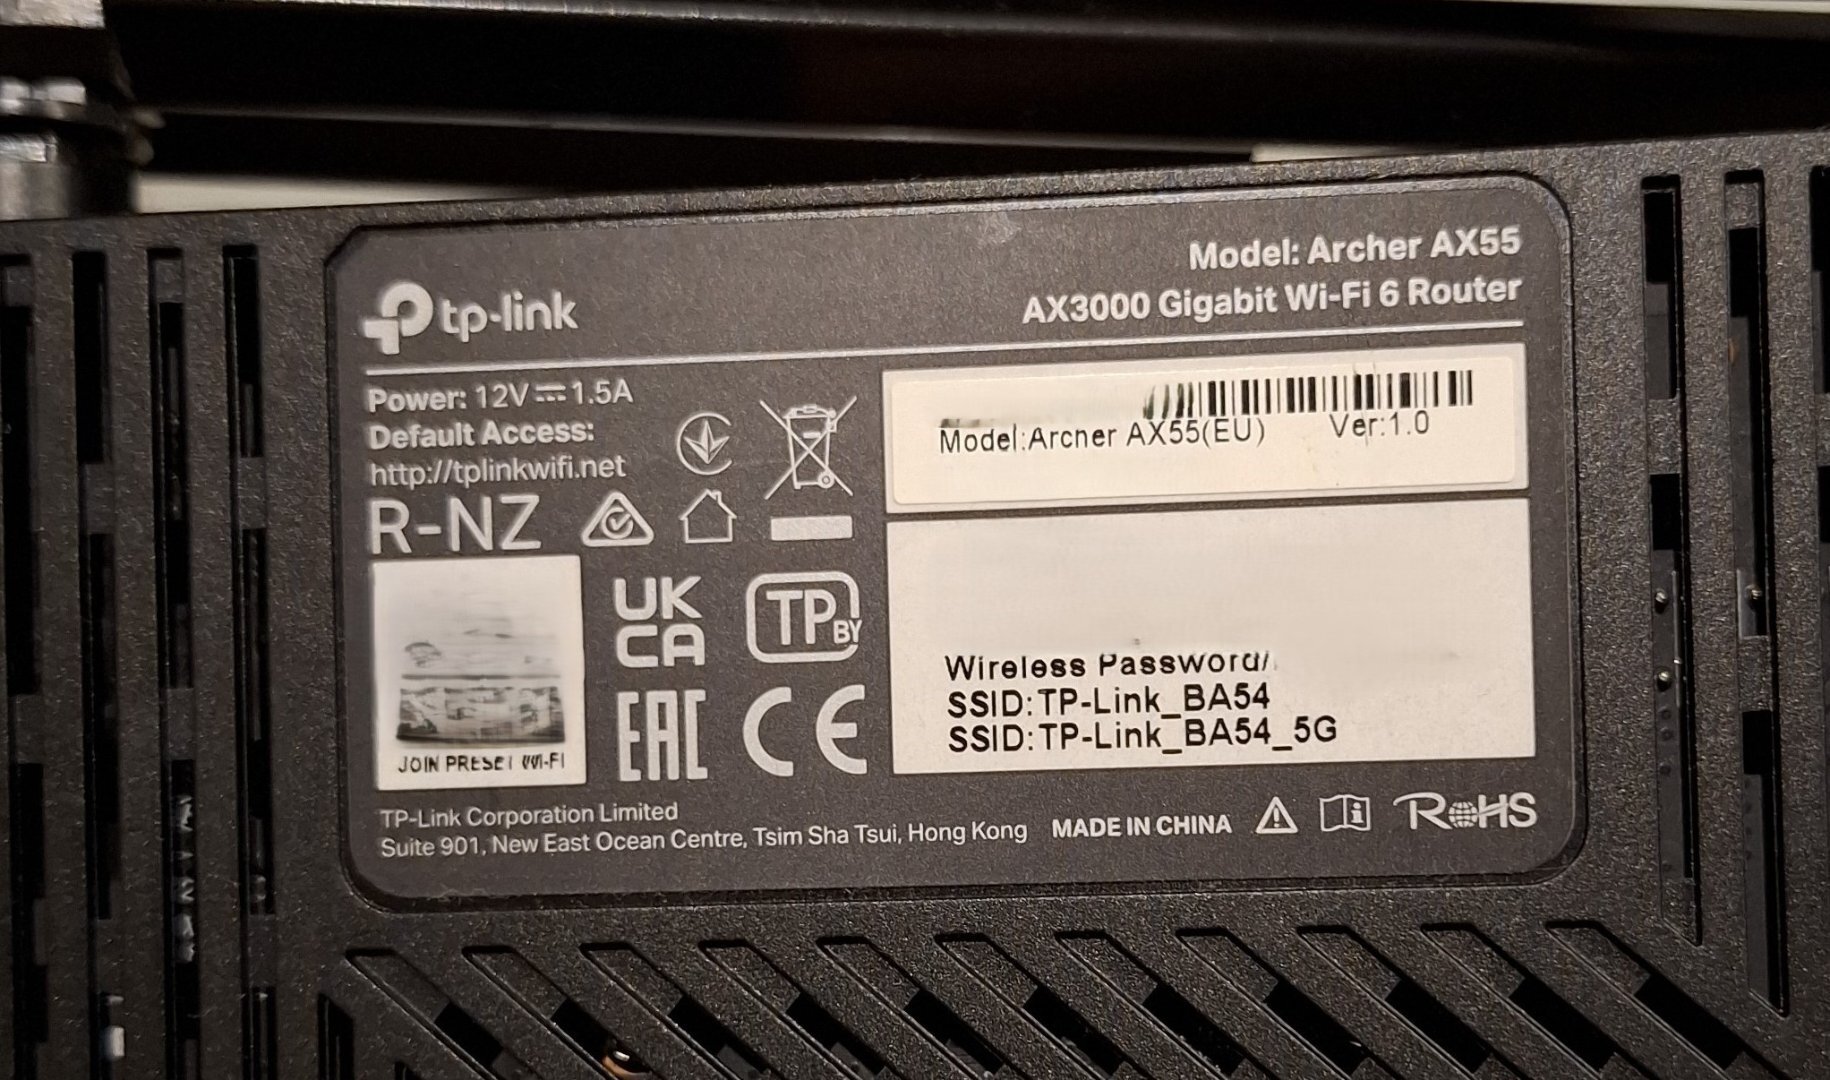 Model: Archer AX55
AX3000 Gigabit Wi-Fi 6 Router
tp-link
Power: 12V⎓1.5A
Default Access:
http://tplinkwifi.net
R-NZ
Model:Archer AX55(EU) Ver:1.0
UK
CA
TP BY
EAC
CE
JOIN PRESET Wi-Fi
Wireless Password/
SSID:TP-Link_BA54
SSID:TP-Link_BA54_5G
TP-Link Corporation Limited
Suite 901, New East Ocean Centre, Tsim Sha Tsui, Hong Kong
MADE IN CHINA
RoHS